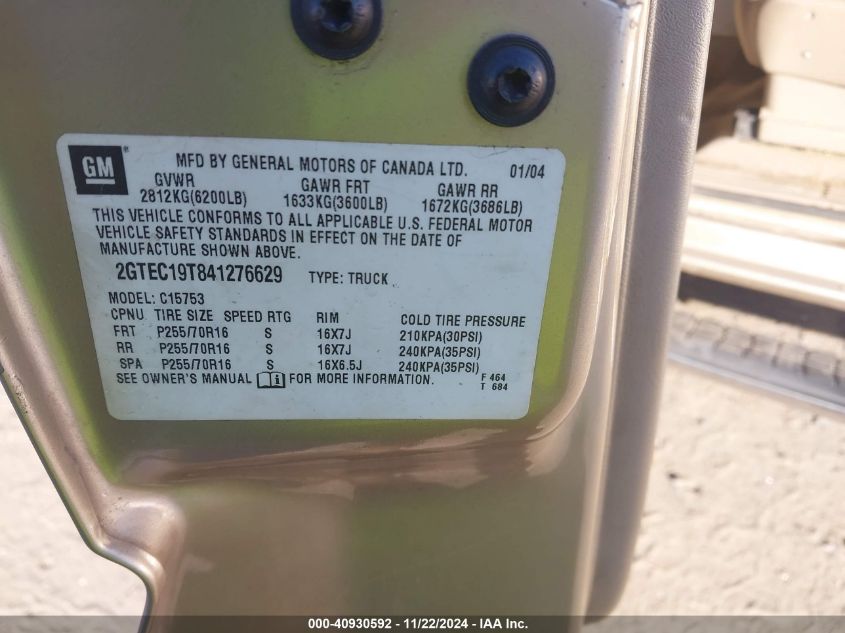 GM
MFD BY GENERAL MOTORS OF CANADA LTD. 01/04
GVWR GAWR FRT GAWR RR
2812KG(6200LB) 1633KG(3600LB) 1672KG(3686LB)
THIS VEHICLE CONFORMS TO ALL APPLICABLE U.S. FEDERAL MOTOR
VEHICLE SAFETY STANDARDS IN EFFECT ON THE DATE OF
MANUFACTURE SHOWN ABOVE.
2GTEC19T841276629 TYPE: TRUCK
MODEL: C15753
CPNU TIRE SIZE SPEED RTG RIM COLD TIRE PRESSURE
FRT P255/70R16 S 16X7J 210KPA(30PSI)
RR P255/70R16 S 16X7J 240KPA(35PSI)
SPA P255/70R16 S 16X6.5J 240KPA(35PSI)
SEE OWNER'S MANUAL FOR MORE INFORMATION. F 464
T 684
000-40930592 - 11/22/2024 - IAA Inc.